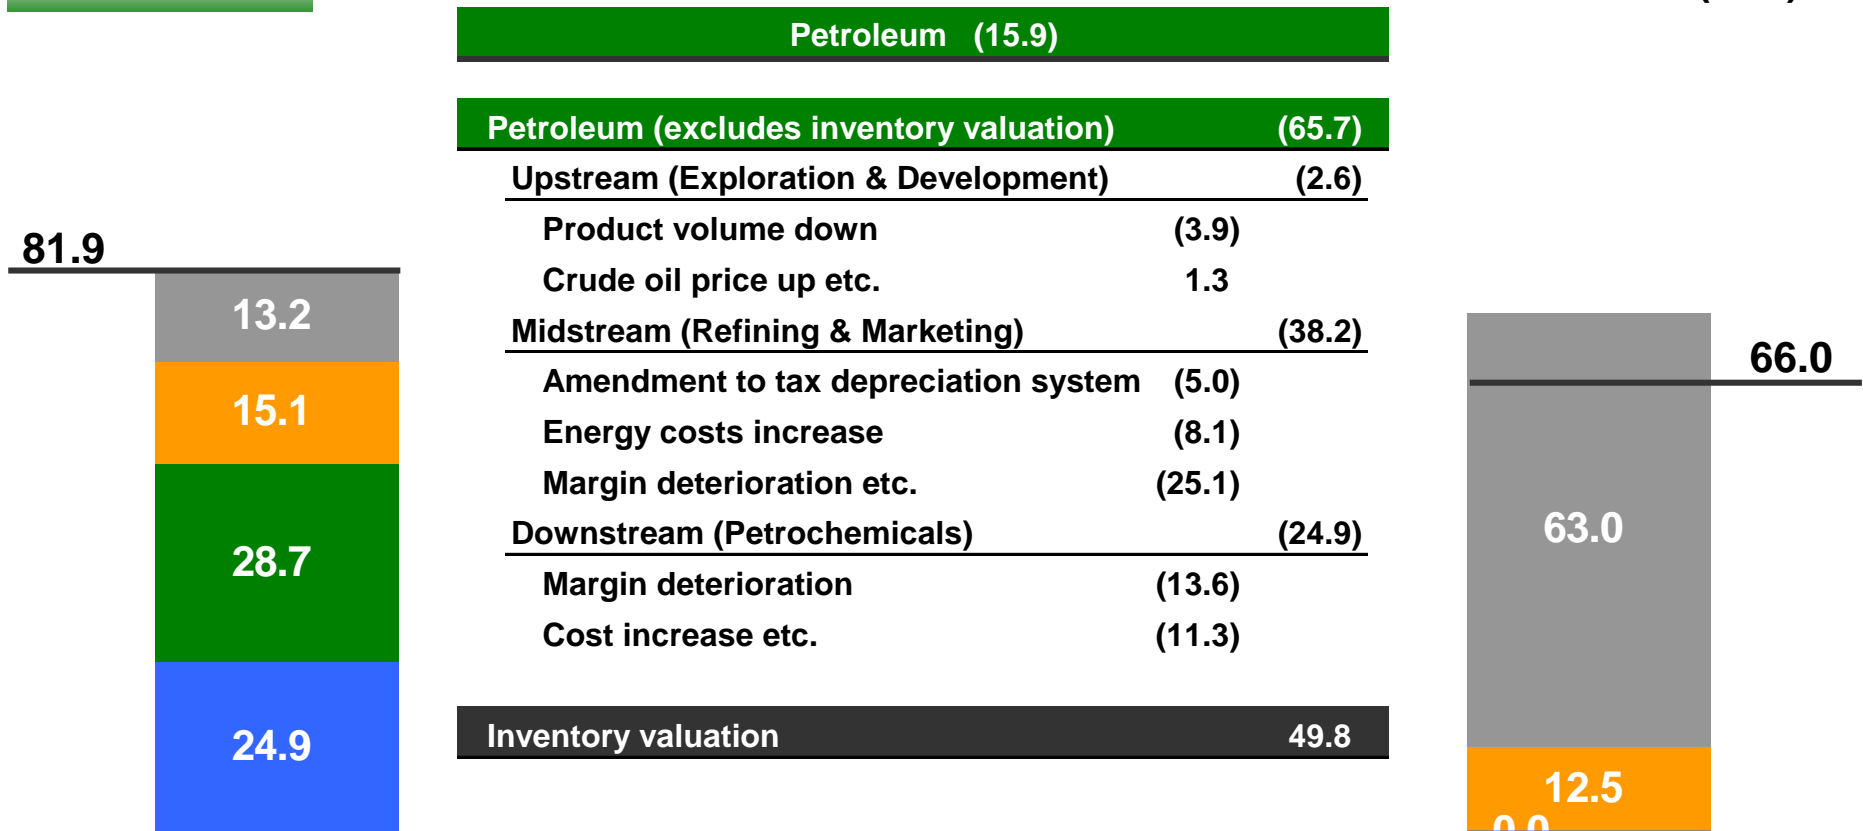 Petroleum (15.9)
Petroleum (excludes inventory valuation) (65.7)
Upstream (Exploration & Development) (2.6)
Product volume down (3.9)
Crude oil price up etc. 1.3
Midstream (Refining & Marketing) (38.2)
Amendment to tax depreciation system (5.0)
Energy costs increase (8.1)
Margin deterioration etc. (25.1)
Downstream (Petrochemicals) (24.9)
Margin deterioration (13.6)
Cost increase etc. (11.3)
Inventory valuation 49.8
81.9
13.2
15.1
28.7
24.9
66.0
63.0
12.5
0.0